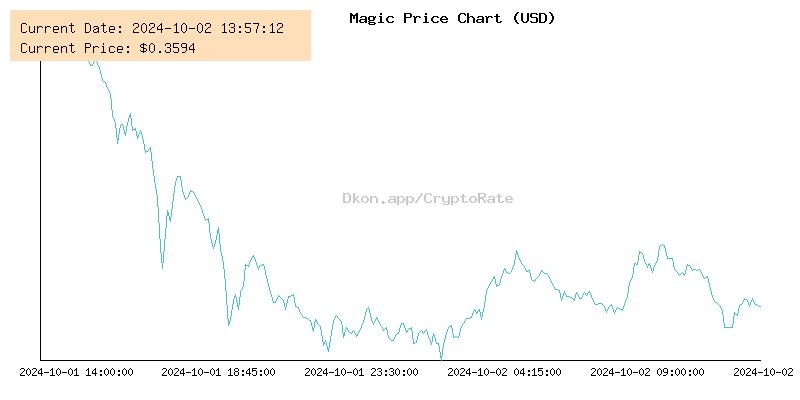 Magic Price Chart (USD)
Current Date: 2024-10-02 13:57:12
Current Price: $0.3594
Dkon.app/CryptoRate
2024-10-01 14:00:00 2024-10-01 18:45:00 2024-10-01 23:30:00 2024-10-02 04:15:00 2024-10-02 09:00:00 2024-10-02